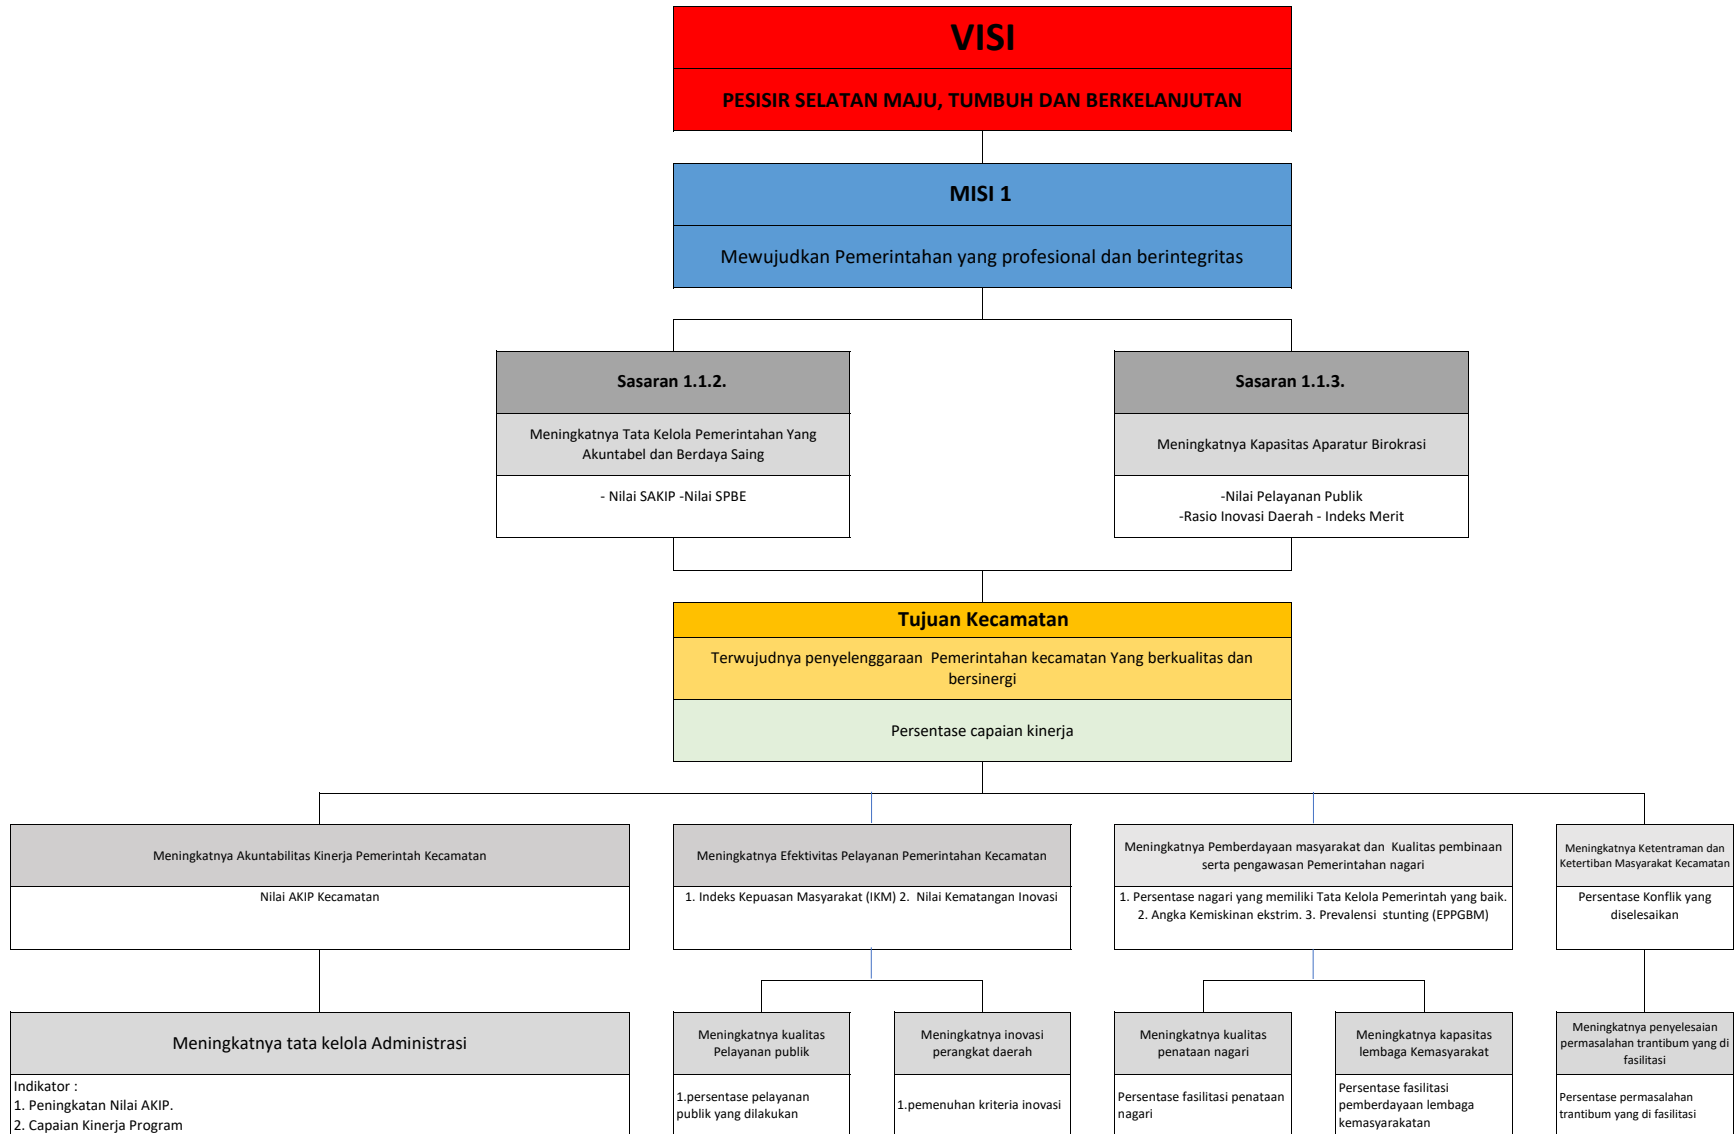 VISI
PESISIR SELATAN MAJU, TUMBUH DAN BERKELANJUTAN
MISI 1
Mewujudkan Pemerintahan yang profesional dan berintegritas
Sasaran 1.1.2.
Meningkatnya Tata Kelola Pemerintahan Yang
Akuntabel dan Berdaya Saing
- Nilai SAKIP -Nilai SPBE
Sasaran 1.1.3.
Meningkatnya Kapasitas Aparatur Birokrasi
-Nilai Pelayanan Publik
-Rasio Inovasi Daerah - Indeks Merit
Tujuan Kecamatan
Terwujudnya penyelenggaraan  Pemerintahan kecamatan Yang berkualitas dan
bersinergi
Persentase capaian kinerja
Meningkatnya Akuntabilitas Kinerja Pemerintah Kecamatan
Nilai AKIP Kecamatan
Meningkatnya Efektivitas Pelayanan Pemerintahan Kecamatan
1. Indeks Kepuasan Masyarakat (IKM) 2.  Nilai Kematangan Inovasi
Meningkatnya Pemberdayaan masyarakat dan  Kualitas pembinaan
serta pengawasan Pemerintahan nagari
1. Persentase nagari yang memiliki Tata Kelola Pemerintah yang baik.
2. Angka Kemiskinan ekstrim. 3. Prevalensi  stunting (EPPGBM)
Meningkatnya Ketentraman dan
Ketertiban Masyarakat Kecamatan
Persentase Konflik yang
diselesaikan
Meningkatnya tata kelola Administrasi
Indikator :
1. Peningkatan Nilai AKIP.
2. Capaian Kinerja Program
Meningkatnya kualitas
Pelayanan publik
1.persentase pelayanan
publik yang dilakukan
Meningkatnya inovasi
perangkat daerah
1.pemenuhan kriteria inovasi
Meningkatnya kualitas
penataan nagari
Persentase fasilitasi penataan
nagari
Meningkatnya kapasitas
lembaga Kemasyarakat
Persentase fasilitasi
pemberdayaan lembaga
kemasyarakatan
Meningkatnya penyelesaian
permasalahan trantibum yang di
fasilitasi
Persentase permasalahan
trantibum yang di fasilitasi